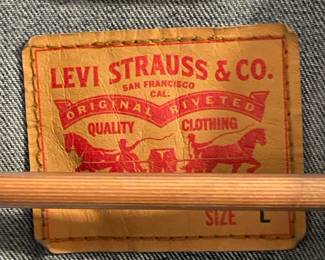 LEVI STRAUSS & CO.
SAN FRANCISCO
CAL.
ORIGINAL RIVETED
QUALITY CLOTHING
SIZE L